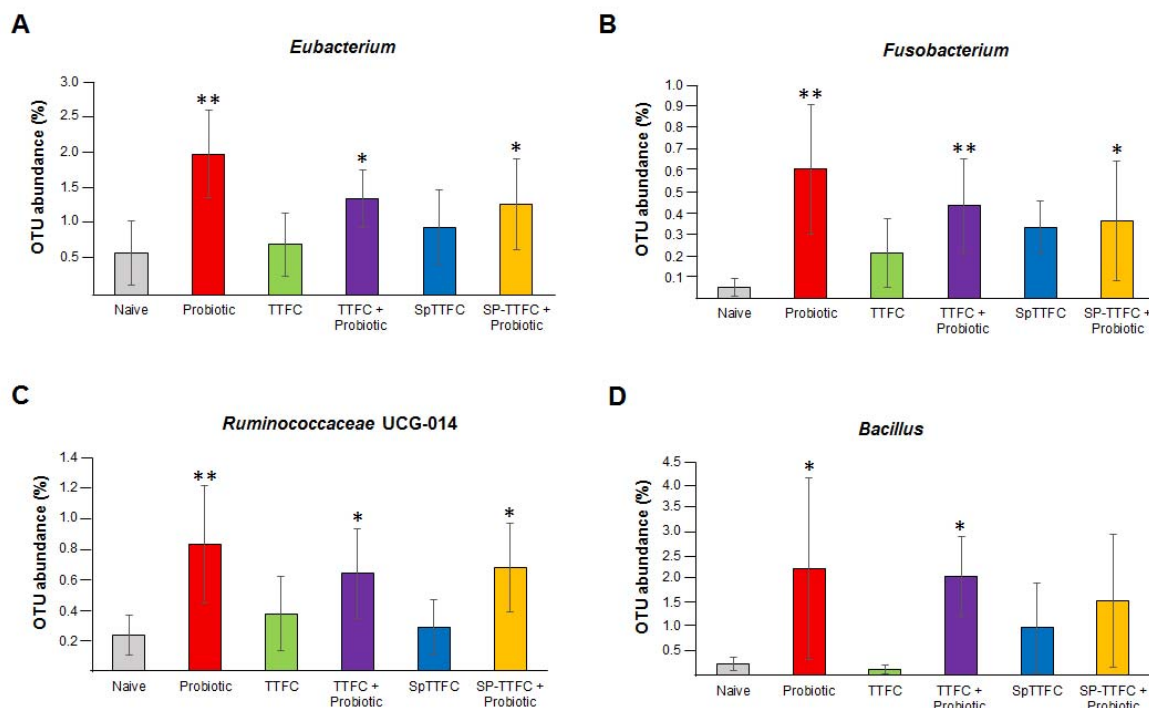 A
Eubacterium
OTU abundance (%)
3.0
2.5
2.0
1.5
1.0
0.5
**
*
*
Naive
Probiotic
TTFC
TTFC +
Probiotic
SpTTFC
SP-TTFC +
Probiotic
B
Fusobacterium
OTU abundance (%)
1.0
0.9
0.8
0.7
0.6
0.5
0.4
0.3
0.2
0.1
**
**
*
Naive
Probiotic
TTFC
TTFC +
Probiotic
SpTTFC
SP-TTFC +
Probiotic
C
Ruminococcaceae UCG-014
OTU abundance (%)
1.4
1.2
1.0
0.8
0.6
0.4
0.2
**
*
*
Naive
Probiotic
TTFC
TTFC +
Probiotic
SpTTFC
SP-TTFC +
Probiotic
D
Bacillus
OTU abundance (%)
4.5
4.0
3.5
3.0
2.5
2.0
1.5
1.0
0.5
*
*
Naive
Probiotic
TTFC
TTFC +
Probiotic
SpTTFC
SP-TTFC +
Probiotic